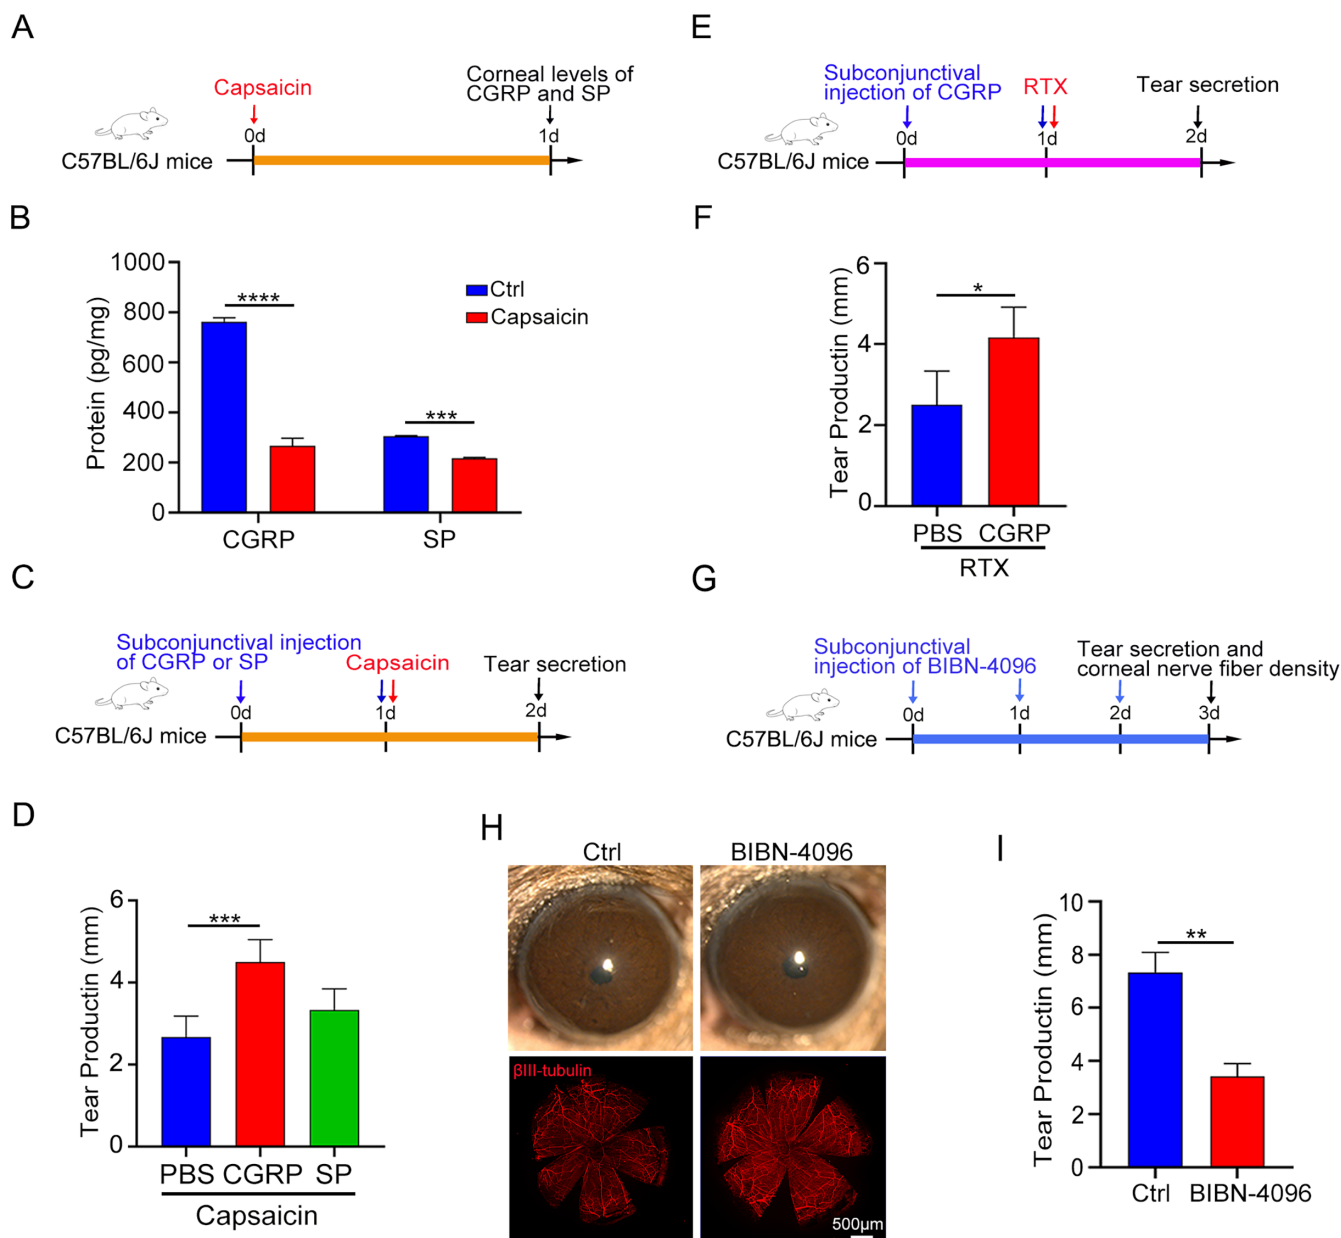 A
Capsaicin
Corneal levels of
CGRP and SP
0d
1d
C57BL/6J mice
B
1000
800
600
400
200
0
Protein (pg/mg)
****
***
Ctrl
Capsaicin
CGRP
SP
C
Subconjunctival injection
of CGRP or SP
Capsaicin
Tear secretion
0d
1d
2d
C57BL/6J mice
D
6
4
2
0
Tear Productin (mm)
***
PBS
CGRP
SP
Capsaicin
E
Subconjunctival
injection of CGRP
RTX
Tear secretion
0d
1d
2d
C57BL/6J mice
F
6
4
2
0
Tear Productin (mm)
*
PBS
CGRP
RTX
G
Subconjunctival
injection of BIBN-4096
Tear secretion and
corneal nerve fiber density
0d
1d
2d
3d
C57BL/6J mice
H
Ctrl
BIBN-4096
βIII-tubulin
500μm
I
10
8
6
4
2
0
Tear Productin (mm)
**
Ctrl
BIBN-4096